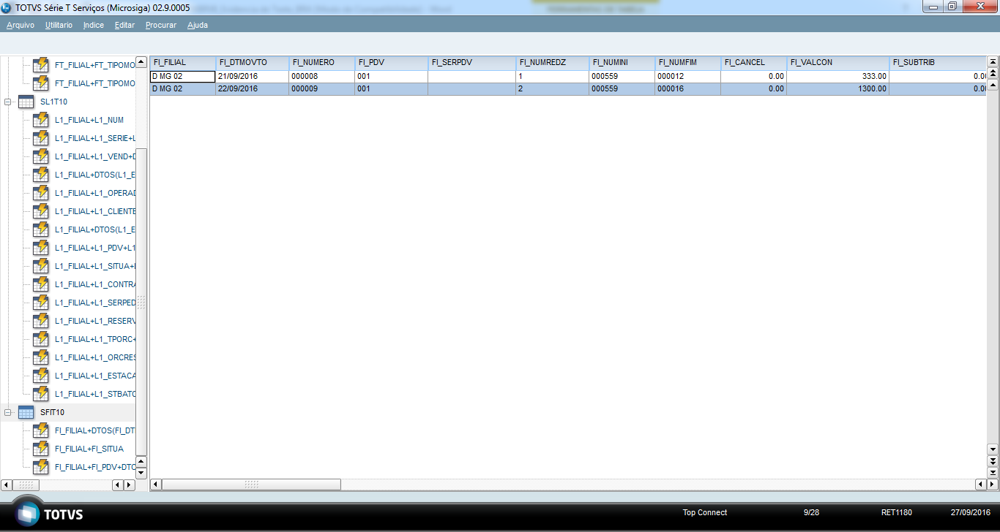 TOTVS Série T Serviços (Microsiga) 02.9.0005
Arquivo Utilitario Indice Editar Procurar Ajuda
FI_FILIAL FI_DTMOVTO FI_NUMERO FI_PDV FI_SERPDV FI_NUMREDZ FI_NUMINI FI_NUMFIM FI_CANCEL FI_VALCON FI_SUBTRIB
D MG 02 21/09/2016 000008 001 1 000559 000012 0.00 333.00 0.00
D MG 02 22/09/2016 000009 001 2 000559 000016 0.00 1300.00 0.00
FT_FILIAL+FT_TIPOMO
FT_FILIAL+FT_TIPOMO
SL1T10
L1_FILIAL+L1_NUM
L1_FILIAL+L1_SERIE+L
L1_FILIAL+L1_VEND+D
L1_FILIAL+DTOS(L1_E
L1_FILIAL+L1_OPERAD
L1_FILIAL+L1_CLIENTE
L1_FILIAL+DTOS(L1_E
L1_FILIAL+L1_PDV+L1
L1_FILIAL+L1_SITUA+
L1_FILIAL+L1_CONTRA
L1_FILIAL+L1_SERPED
L1_FILIAL+L1_RESERV
L1_FILIAL+L1_TPORC+
L1_FILIAL+L1_ORCRES
L1_FILIAL+L1_ESTACA
L1_FILIAL+L1_STBATC
SFIT10
FI_FILIAL+DTOS(FI_DT
FI_FILIAL+FI_SITUA
FI_FILIAL+FI_PDV+DTO
TOTVS
Top Connect 9/28 RET1180 27/09/2016